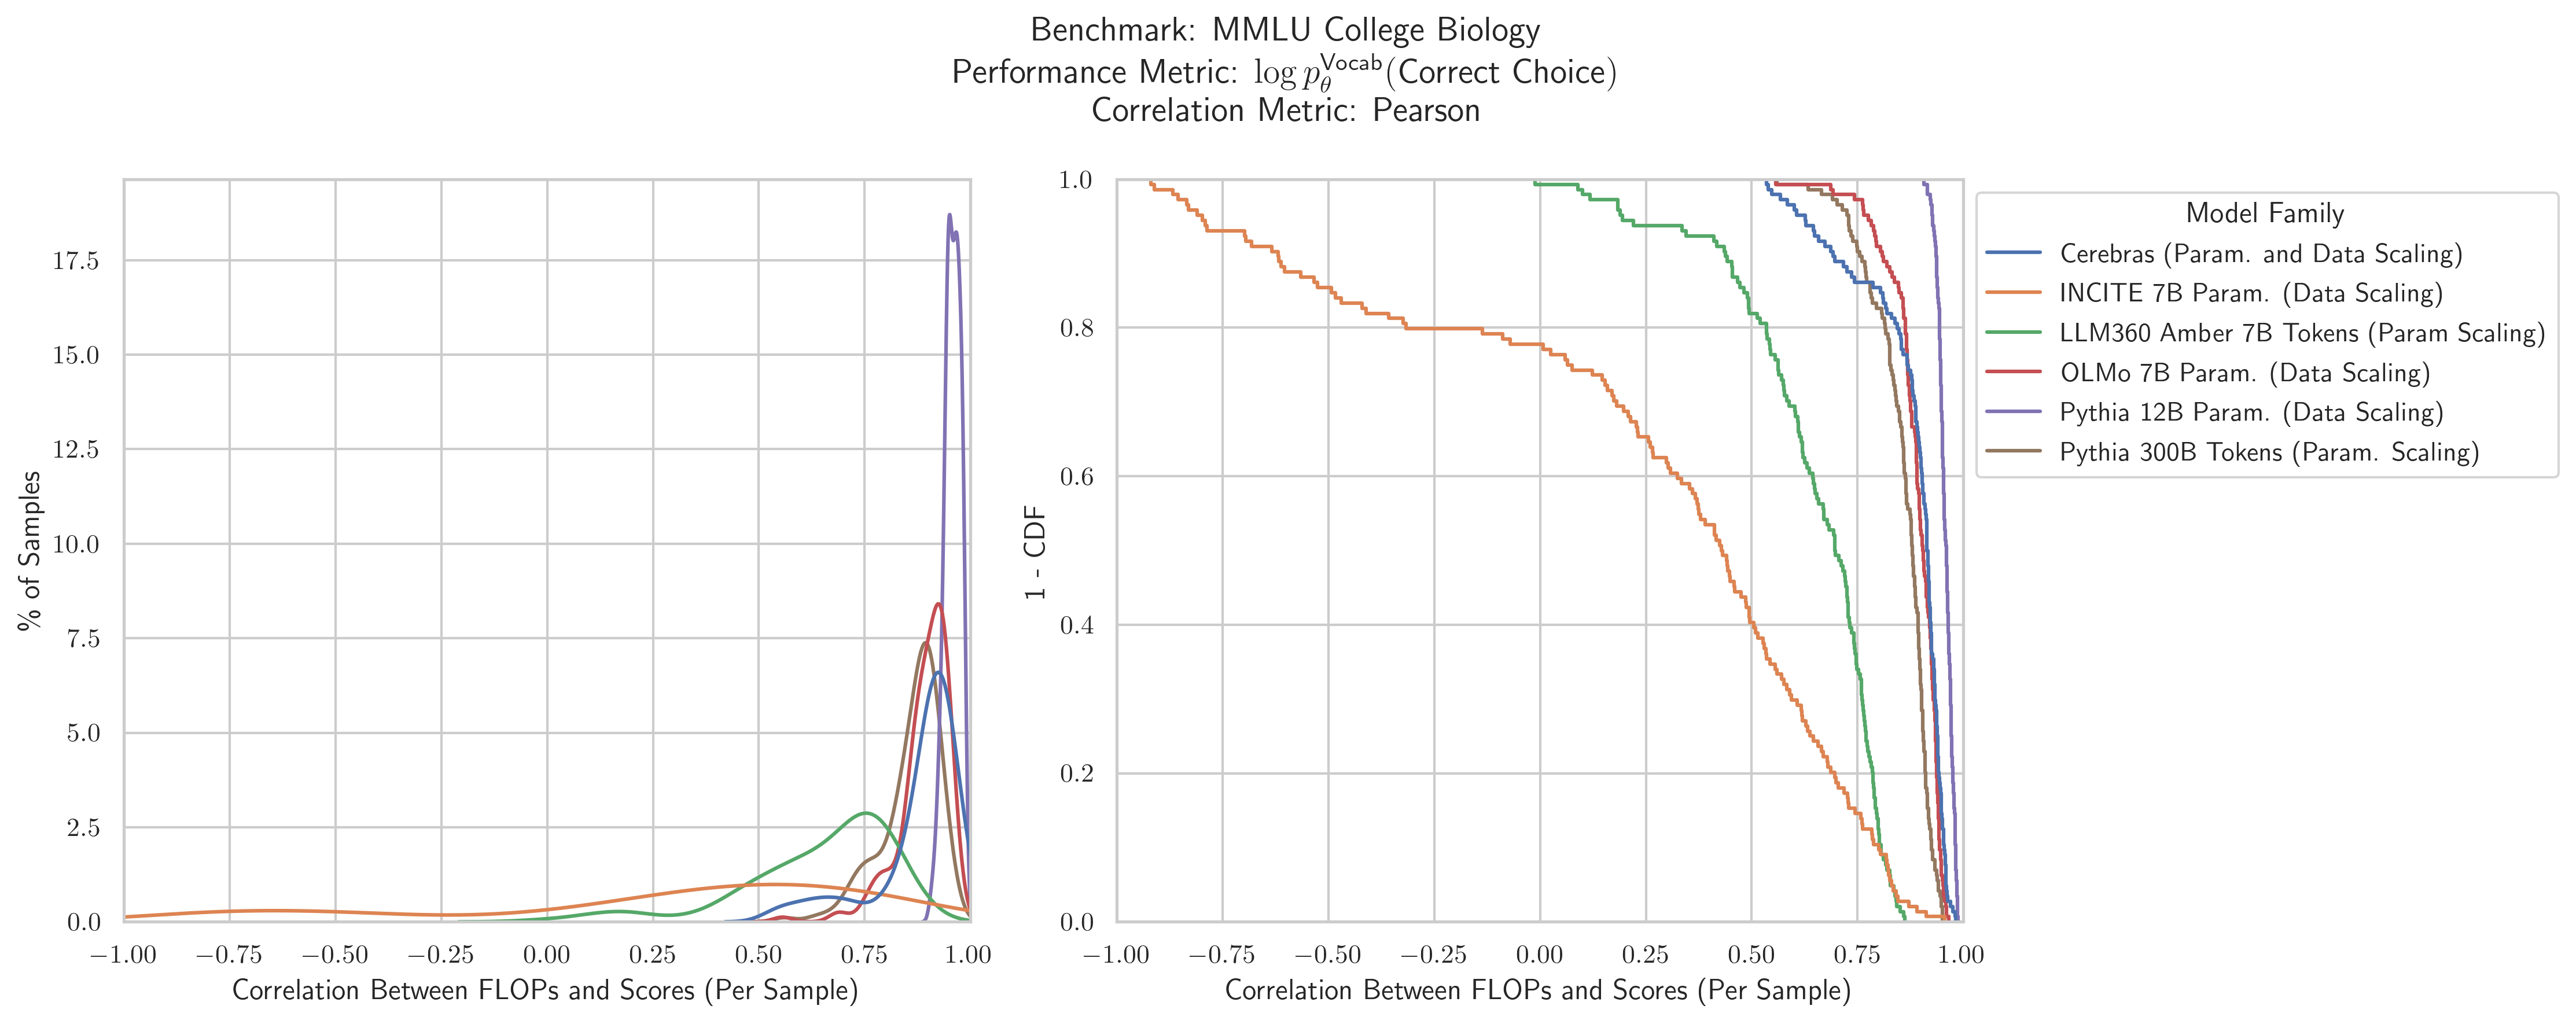 Benchmark: MMLU College Biology
Performance Metric: log p_θ^Vocab(Correct Choice)
Correlation Metric: Pearson
17.5
15.0
12.5
10.0
7.5
5.0
2.5
0.0
% of Samples
−1.00 −0.75 −0.50 −0.25 0.00 0.25 0.50 0.75 1.00
Correlation Between FLOPs and Scores (Per Sample)
1.0
0.8
0.6
0.4
0.2
0.0
1 - CDF
−1.00 −0.75 −0.50 −0.25 0.00 0.25 0.50 0.75 1.00
Correlation Between FLOPs and Scores (Per Sample)
Model Family
Cerebras (Param. and Data Scaling)
INCITE 7B Param. (Data Scaling)
LLM360 Amber 7B Tokens (Param Scaling)
OLMo 7B Param. (Data Scaling)
Pythia 12B Param. (Data Scaling)
Pythia 300B Tokens (Param. Scaling)